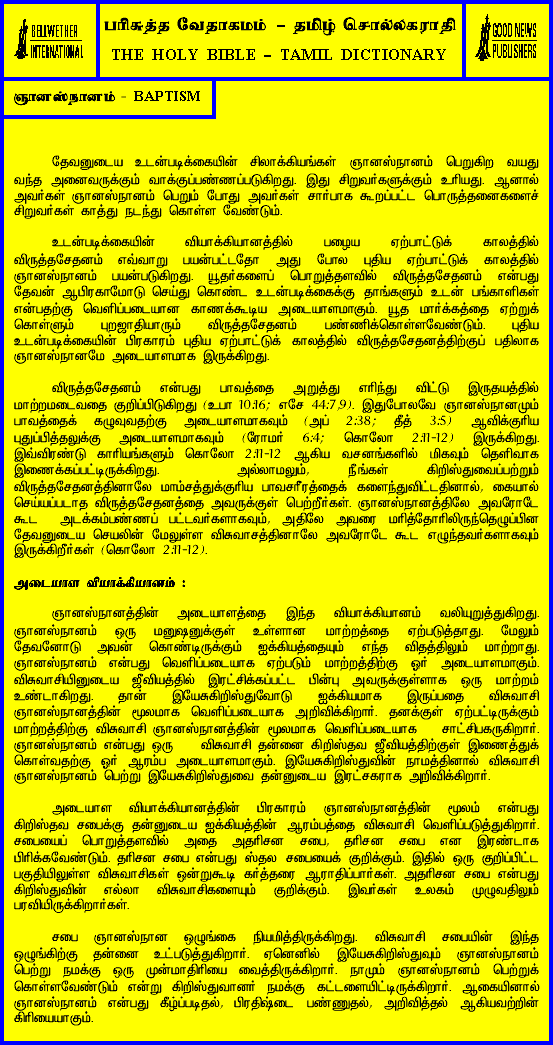 BELLWETHER
INTERNATIONAL
பரிசுத்த வேதாகமம் – தமிழ் சொல்லகராதி
THE HOLY BIBLE – TAMIL DICTIONARY
GOOD NEWS
PUBLISHERS
ஞானஸ்நானம் - BAPTISM
தேவனுடைய உடன்படிக்கையின் சிலாக்கியங்கள் ஞானஸ்நானம் பெறுகிற வயது
வந்த அனைவருக்கும் வாக்குப்பண்ணப்படுகிறது. இது சிறுவர்களுக்கும் உரியது. ஆனால்
அவர்கள் ஞானஸ்நானம் பெறும் போது அவர்கள் சார்பாக கூறப்பட்ட பொருத்தனைகளைச்
சிறுவர்கள் காத்து நடந்து கொள்ள வேண்டும்.
உடன்படிக்கையின் வியாக்கியானத்தில் பழைய ஏற்பாட்டுக் காலத்தில்
விருத்தசேதனம் எவ்வாறு பயன்பட்டதோ அது போல புதிய ஏற்பாட்டுக் காலத்தில்
ஞானஸ்நானம் பயன்படுகிறது. யூதர்களைப் பொறுத்தளவில் விருத்தசேதனம் என்பது
தேவன் ஆபிரகாமோடு செய்து கொண்ட உடன்படிக்கைக்கு தாங்களும் உடன் பங்காளிகள்
என்பதற்கு வெளிப்படையான காணக்கூடிய அடையாளமாகும். யூத மார்க்கத்தை ஏற்றுக்
கொள்ளும் புறஜாதியாரும் விருத்தசேதனம் பண்ணிக்கொள்ளவேண்டும். புதிய
உடன்படிக்கையின் பிரகாரம் புதிய ஏற்பாட்டுக் காலத்தில் விருத்தசேதனத்திற்குப் பதிலாக
ஞானஸ்நானமே அடையாளமாக இருக்கிறது.
விருத்தசேதனம் என்பது பாவத்தை அறுத்து எரிந்து விட்டு இருதயத்தில்
மாற்றமடைவதை குறிப்பிடுகிறது (உபா 10:16; எசே 44:7,9). இதுபோலவே ஞானஸ்நானமும்
பாவத்தைக் கழுவுவதற்கு அடையாளமாகவும் (அப் 2:38; தீத் 3:5) ஆவிக்குரிய
புதுப்பித்தலுக்கு அடையாளமாகவும் (ரோமர் 6:4; கொலோ 2:11-12) இருக்கிறது.
இவ்விரண்டு காரியங்களும் கொலோ 2:11-12 ஆகிய வசனங்களில் மிகவும் தெளிவாக
இணைக்கப்பட்டிருக்கிறது. அல்லாமலும், நீங்கள் கிறிஸ்துவைப்பற்றும்
விருத்தசேதனத்தினாலே மாம்சத்துக்குரிய பாவசரீரத்தைக் களைந்துவிட்டதினால், கையால்
செய்யப்படாத விருத்தசேதனத்தை அவருக்குள் பெற்றீர்கள். ஞானஸ்நானத்திலே அவரோடே
கூட அடக்கம்பண்ணப் பட்டவர்களாகவும், அதிலே அவரை மரித்தோரிலிருந்தெழுப்பின
தேவனுடைய செயலின் மேலுள்ள விசுவாசத்தினாலே அவரோடே கூட எழுந்தவர்களாகவும்
இருக்கிறீர்கள் (கொலோ 2:11-12).
அடையாள வியாக்கியானம் :
ஞானஸ்நானத்தின் அடையாளத்தை இந்த வியாக்கியானம் வலியுறுத்துகிறது.
ஞானஸ்நானம் ஒரு மனுஷனுக்குள் உள்ளான மாற்றத்தை ஏற்படுத்தாது. மேலும்
தேவனோடு அவன் கொண்டிருக்கும் ஐக்கியத்தையும் எந்த விதத்திலும் மாற்றாது.
ஞானஸ்நானம் என்பது வெளிப்படையாக ஏற்படும் மாற்றத்திற்கு ஓர் அடையாளமாகும்.
விசுவாசியினுடைய ஜீவியத்தில் இரட்சிக்கப்பட்ட பின்பு அவருக்குள்ளாக ஒரு மாற்றம்
உண்டாகிறது. தான் இயேசுகிறிஸ்துவோடு ஐக்கியமாக இருப்பதை விசுவாசி
ஞானஸ்நானத்தின் மூலமாக வெளிப்படையாக அறிவிக்கிறார். தனக்குள் ஏற்பட்டிருக்கும்
மாற்றத்திற்கு விசுவாசி ஞானஸ்நானத்தின் மூலமாக வெளிப்படையாக சாட்சிபகருகிறார்.
ஞானஸ்நானம் என்பது ஒரு விசுவாசி தன்னை கிறிஸ்தவ ஜீவியத்திற்குள் இணைத்துக்
கொள்வதற்கு ஓர் ஆரம்ப அடையாளமாகும். இயேசுகிறிஸ்துவின் நாமத்தினால் விசுவாசி
ஞானஸ்நானம் பெற்று இயேசுகிறிஸ்துவை தன்னுடைய இரட்சகராக அறிவிக்கிறார்.
அடையாள வியாக்கியானத்தின் பிரகாரம் ஞானஸ்நானத்தின் மூலம் என்பது
கிறிஸ்தவ சபைக்கு தன்னுடைய ஐக்கியத்தின் ஆரம்பத்தை விசுவாசி வெளிப்படுத்துகிறார்.
சபையைப் பொறுத்தளவில் அதை அதரிசன சபை, தரிசன சபை என இரண்டாக
பிரிக்கவேண்டும். தரிசன சபை என்பது ஸ்தல சபையைக் குறிக்கும். இதில் ஒரு குறிப்பிட்ட
பகுதியிலுள்ள விசுவாசிகள் ஒன்றுகூடி கர்த்தரை ஆராதிப்பார்கள். அதரிசன சபை என்பது
கிறிஸ்துவின் எல்லா விசுவாசிகளையும் குறிக்கும். இவர்கள் உலகம் முழுவதிலும்
பரவியிருக்கிறார்கள்.
சபை ஞானஸ்நான ஒழுங்கை நியமித்திருக்கிறது. விசுவாசி சபையின் இந்த
ஒழுங்கிற்கு தன்னை உட்படுத்துகிறார். ஏனெனில் இயேசுகிறிஸ்துவும் ஞானஸ்நானம்
பெற்று நமக்கு ஒரு முன்மாதிரியை வைத்திருக்கிறார். நாமும் ஞானஸ்நானம் பெற்றுக்
கொள்ளவேண்டும் என்று கிறிஸ்துவானர் நமக்கு கட்டளையிட்டிருக்கிறார். ஆகையினால்
ஞானஸ்நானம் என்பது கீழ்ப்படிதல், பிரதிஷ்டை பண்ணுதல், அறிவித்தல் ஆகியவற்றின்
கிரியையாகும்.